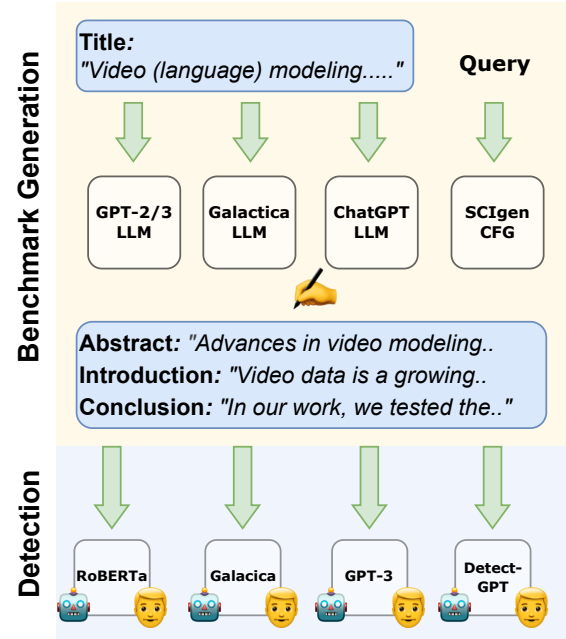 Benchmark Generation
Title:
"Video (language) modeling....."
Query
GPT-2/3
LLM
Galactica
LLM
ChatGPT
LLM
SCIgen
CFG
Abstract: "Advances in video modeling..
Introduction: "Video data is a growing..
Conclusion: "In our work, we tested the.."
Detection
RoBERTa
Galacica
GPT-3
Detect-
GPT